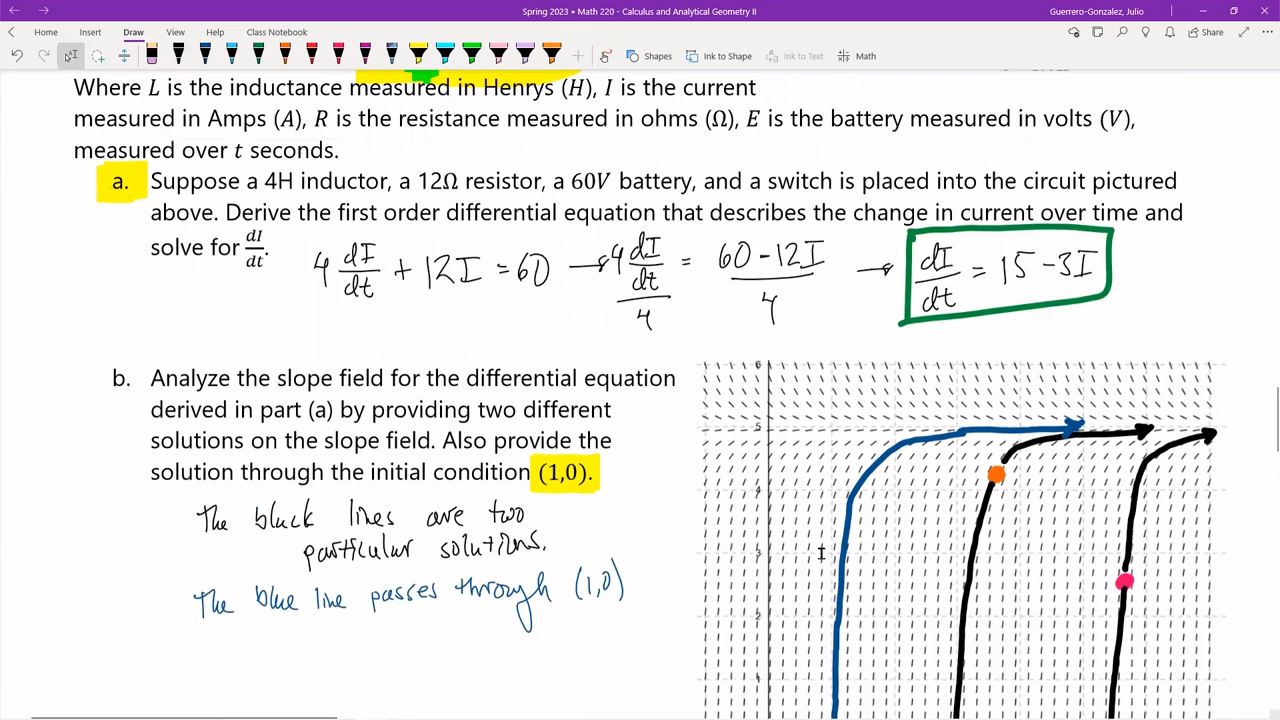 Spring 2023 » Math 220 - Calculus and Analytical Geometry II
Guerrero-Gonzalez, Julio
Home Insert Draw View Help Class Notebook
Share
Shapes Ink to Shape Ink to Text Math
Where L is the inductance measured in Henrys (H), I is the current
measured in Amps (A), R is the resistance measured in ohms (Ω), E is the battery measured in volts (V),
measured over t seconds.
a. Suppose a 4H inductor, a 12Ω resistor, a 60V battery, and a switch is placed into the circuit pictured
above. Derive the first order differential equation that describes the change in current over time and
solve for dI/dt.
4 dI/dt + 12I = 60 → 4 dI/dt / 4 = 60 - 12I / 4 → dI/dt = 15 - 3I
b. Analyze the slope field for the differential equation
derived in part (a) by providing two different
solutions on the slope field. Also provide the
solution through the initial condition (1,0).
The black lines are two
particular solutions.
The blue line passes through (1,0)
6
5
4
3
2
1